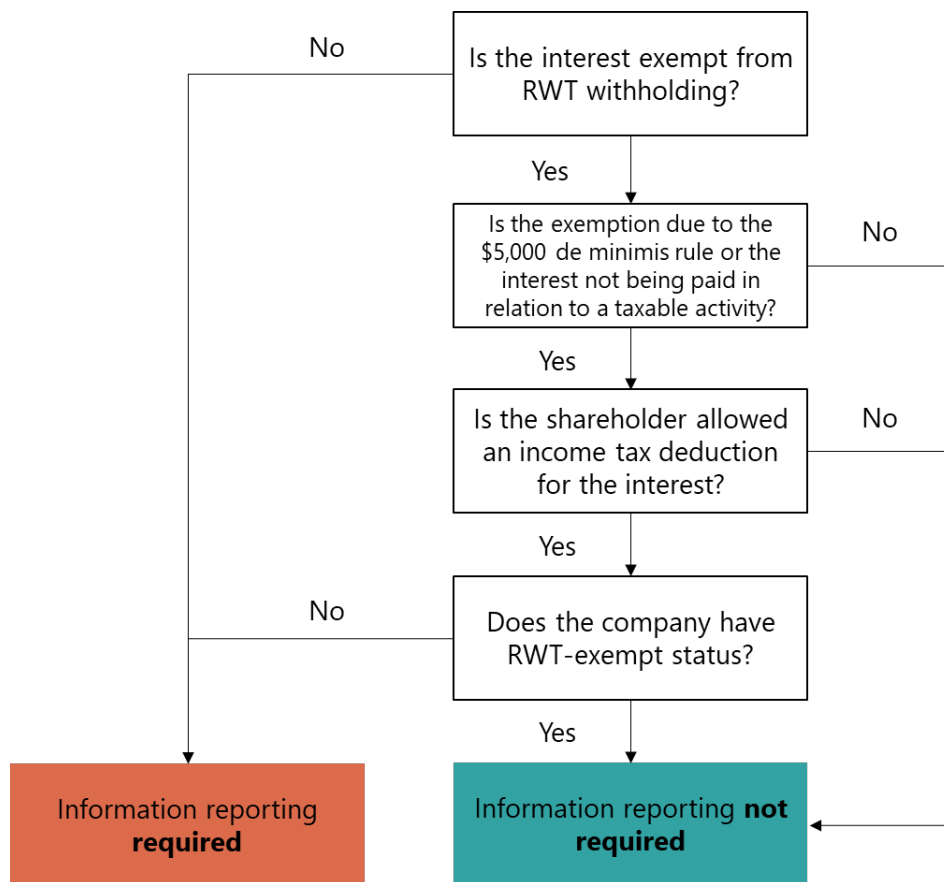 No
Is the interest exempt from
RWT withholding?
Yes
Is the exemption due to the
$5,000 de minimis rule or the
interest not being paid in
relation to a taxable activity?
No
Yes
Is the shareholder allowed
an income tax deduction
for the interest?
No
Yes
No
Does the company have
RWT-exempt status?
Yes
Information reporting
required
Information reporting not
required